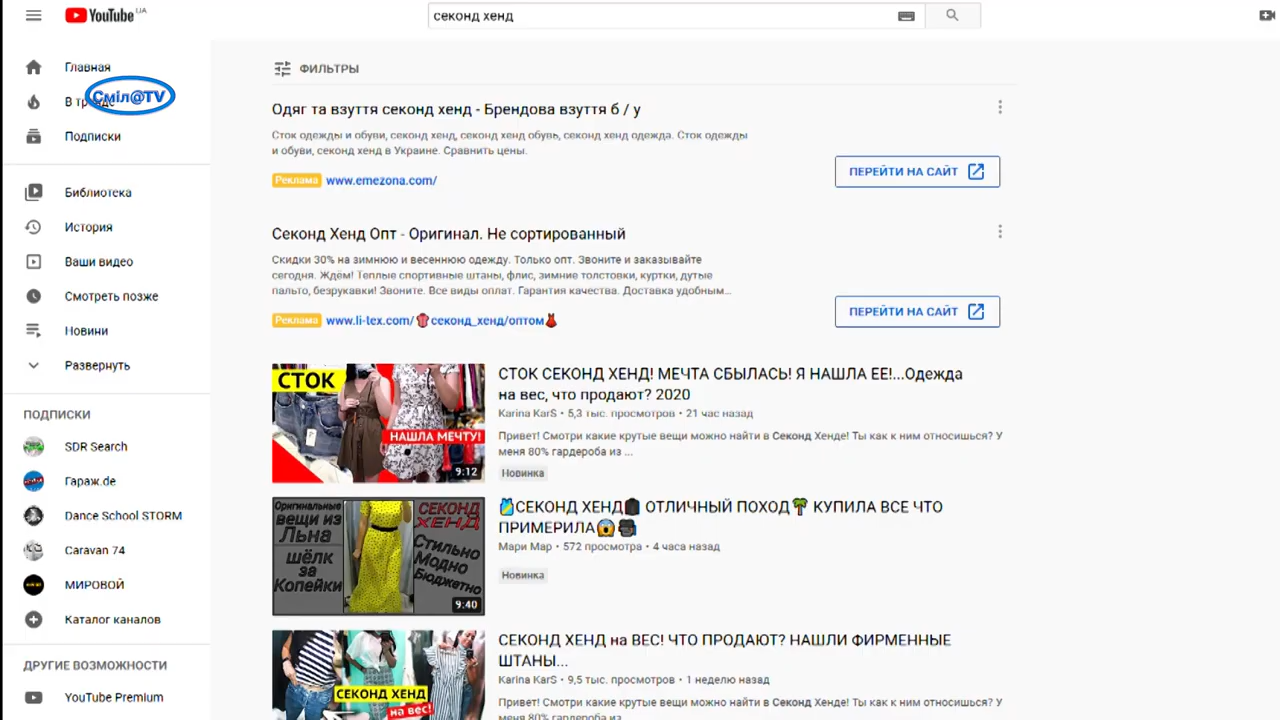 YouTube UA
секонд хенд
Главная
В тренде
Смiл@TV
Подписки
Библиотека
История
Ваши видео
Смотреть позже
Новини
Развернуть
ПОДПИСКИ
SDR Search
Гараж.de
Dance School STORM
Caravan 74
МИРОВОЙ
Каталог каналов
ДРУГИЕ ВОЗМОЖНОСТИ
YouTube Premium
ФИЛЬТРЫ
Одяг та взуття секонд хенд - Брендова взуття б / у
Сток одежды и обуви, секонд хенд, секонд хенд обувь, секонд хенд одежда. Сток одежды
и обуви, секонд хенд в Украине. Сравнить цены.
Реклама www.emezona.com/
ПЕРЕЙТИ НА САЙТ
Секонд Хенд Опт - Оригинал. Не сортированный
Скидки 30% на зимнюю и весеннюю одежду. Только опт. Звоните и заказывайте
сегодня. Ждём! Теплые спортивные штаны, флис, зимние толстовки, куртки, дутые
пальто, безрукавки! Звоните. Все виды оплат. Гарантия качества. Доставка удобным...
Реклама www.li-tex.com/👚секонд_хенд/оптом👗
ПЕРЕЙТИ НА САЙТ
СТОК
НАШЛА МЕЧТУ!
9:12
СТОК СЕКОНД ХЕНД! МЕЧТА СБЫЛАСЬ! Я НАШЛА ЕЕ!...Одежда
на вес, что продают? 2020
Karina KarS • 5,3 тыс. просмотров • 21 час назад
Привет! Смотри какие крутые вещи можно найти в Секонд Хенде! Ты как к ним относишься? У
меня 80% гардероба из ...
Новинка
Оригинальные
вещи из
Льна
шёлк
за
Копейки
СЕКОНД
ХЕНД
Стильно
Модно
Бюджетно
9:40
🎽СЕКОНД ХЕНД🧥 ОТЛИЧНЫЙ ПОХОД🌴 КУПИЛА ВСЕ ЧТО
ПРИМЕРИЛА😱
Мари Мар • 572 просмотра • 4 часа назад
Новинка
СЕКОНД ХЕНД
на вес!
СЕКОНД ХЕНД на ВЕС! ЧТО ПРОДАЮТ? НАШЛИ ФИРМЕННЫЕ
ШТАНЫ...
Karina KarS • 9,5 тыс. просмотров • 1 неделю назад
Привет! Смотри какие крутые вещи можно найти в Секонд Хенде! Ты как к ним относишься? У
меня 80% гардероба из